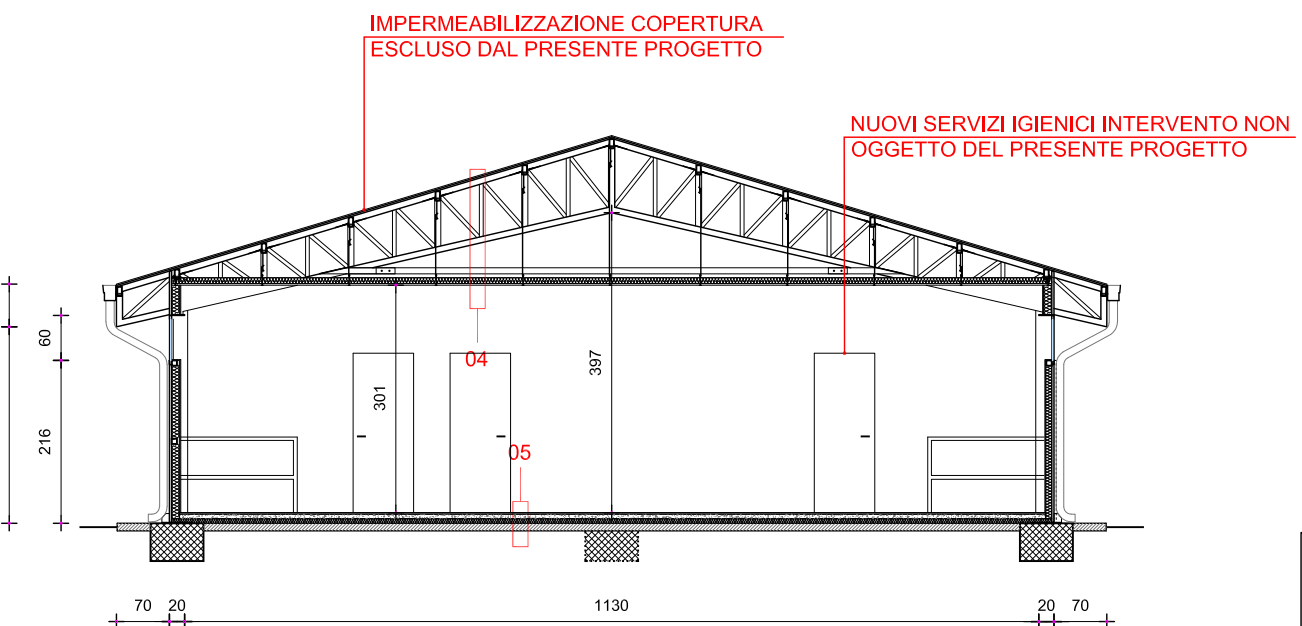 IMPERMEABILIZZAZIONE COPERTURA
ESCLUSO DAL PRESENTE PROGETTO
NUOVI SERVIZI IGIENICI INTERVENTO NON
OGGETTO DEL PRESENTE PROGETTO
60
04
397
301
216
05
70 20 1130 20 70